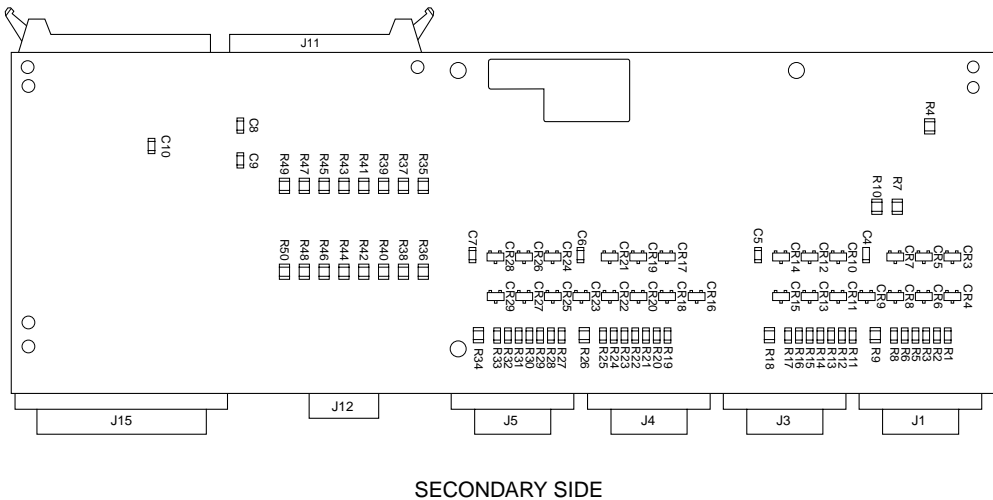 J11
R4
C8
C10
C9
R49
R47
R45
R43
R41
R39
R37
R35
R10
R7
R50
R48
R46
R44
R42
R40
R38
R36
C7
CR28
CR26
CR24
C6
CR21
CR19
CR17
C5
CR14
CR12
CR10
C4
CR7
CR5
CR3
CR29
CR27
CR25
CR23
CR22
CR20
CR18
CR16
CR15
CR13
CR11
CR9
CR8
CR6
CR4
R34
R33
R32
R31
R30
R29
R28
R27
R26
R25
R24
R23
R22
R21
R20
R19
R18
R17
R16
R15
R14
R13
R12
R11
R9
R8
R6
R5
R3
R2
R1
J15
J12
J5
J4
J3
J1
SECONDARY SIDE